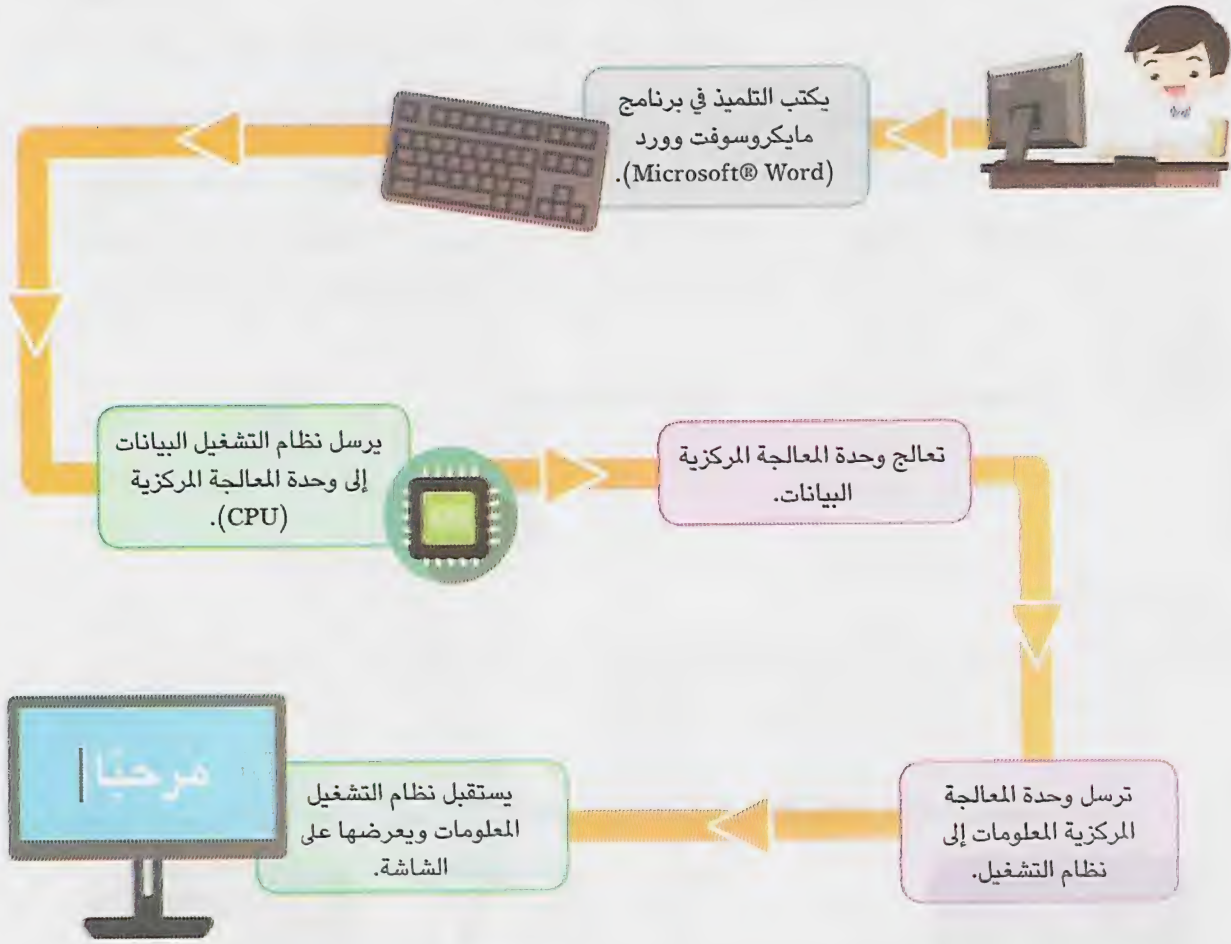 يكتب التلميذ في برنامج
مايكروسوفت وورد
(Microsoft® Word).
يرسل نظام التشغيل البيانات
إلى وحدة المعالجة المركزية
(CPU).
تعالج وحدة المعالجة المركزية
البيانات.
ترسل وحدة المعالجة
المركزية المعلومات إلى
نظام التشغيل.
يستقبل نظام التشغيل
المعلومات ويعرضها على
الشاشة.
مرحبًا